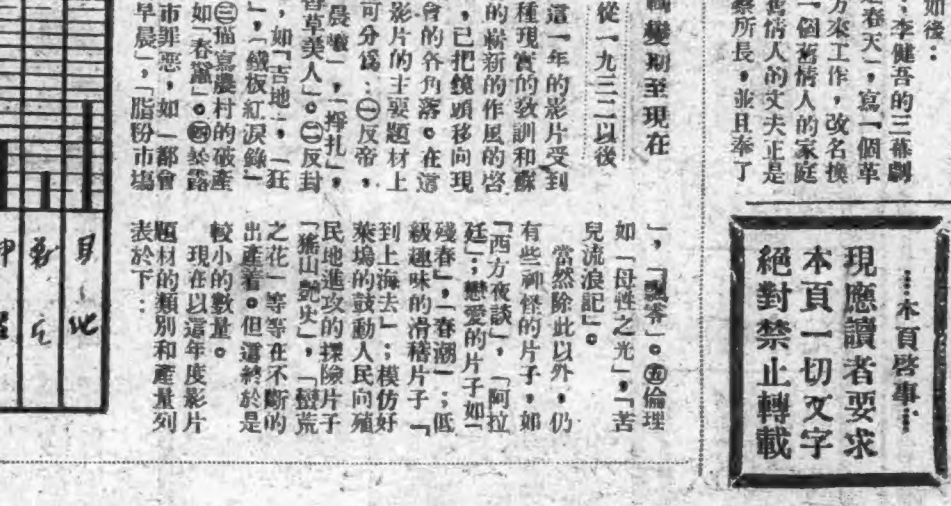 如後：
；李健吾的三幕劇
這春天」，寫一個革
方來工作，改名換
一個舊情人的家庭
舊情人的丈夫正是
察所長，並且奉了
……本頁啓事……
現應讀者要求
本頁一切文字
絕對禁止轉載
變期至現在
從一九三二以後
這一年的影片受到
種現實的敎訓和蘇
的嶄新的作風的啓
，已把鏡頭移向現
會的各角落。在這
影片的主要題材上
可分爲：㊀反帝，
晨曦」，「掙扎」，
香草美人」。㊁反封
，如「吉地」，「狂
」，「鐵板紅淚錄」
㊂描寫農村的破產
如「春蠶」。㊃暴露
市罪惡，如「都會
早晨」，「脂粉市場
」，「飄零」。㊄倫理
如「母性之光」，「苦
兒流浪記」。
當然除此以外，仍
有些神怪的片子，如
「西方夜談」，「阿拉
廷」；戀愛的片子如「
殘春」，「春潮」；低
級趣味的滑稽片子「
到上海去」；模仿好
萊塢的鼓動人民向殖
民地進攻的探險片子
「猺山艷史」，「蠻荒
之花」等等在不斷的
出產着。但這終於是
較小的數量。
現在以這年度影片
題材的類別和產量列
表於下：